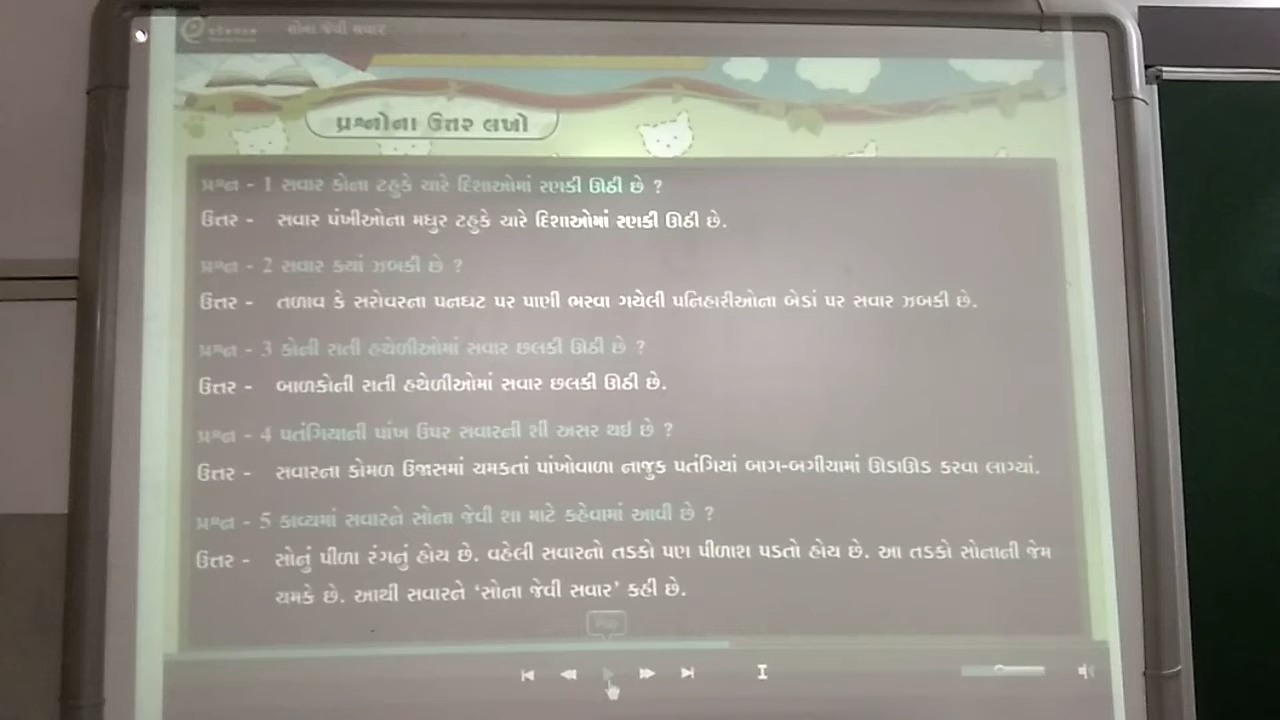 estense
સોના જેવી સવાર
પ્રશ્નોના ઉત્તર લખો
પ્રશ્ન - 1 સવાર કોના ટહુકે ચારે દિશાઓમાં રણકી ઊઠી છે ?
ઉત્તર - સવાર પંખીઓના મધુર ટહુકે ચારે દિશાઓમાં રણકી ઊઠી છે.
પ્રશ્ન - 2 સવાર ક્યાં ઝબકી છે ?
ઉત્તર - તળાવ કે સરોવરના પનઘટ પર પાણી ભરવા ગયેલી પનિહારીઓના બેડાં પર સવાર ઝબકી છે.
પ્રશ્ન - 3 કોની રાતી હથેળીઓમાં સવાર છલકી ઊઠી છે ?
ઉત્તર - બાળકોની રાતી હથેળીઓમાં સવાર છલકી ઊઠી છે.
પ્રશ્ન - 4 પતંગિયાની પાંખ ઉપર સવારની શી અસર થઇ છે ?
ઉત્તર - સવારના કોમળ ઉજાસમાં ચમકતાં પાંખોવાળા નાજુક પતંગિયાં બાગ-બગીચામાં ઊડાઊડ કરવા લાગ્યાં.
પ્રશ્ન - 5 કાવ્યમાં સવારને સોના જેવી શા માટે કહેવામાં આવી છે ?
ઉત્તર - સોનું પીળા રંગનું હોય છે. વહેલી સવારનો તડકો પણ પીળાશ પડતો હોય છે. આ તડકો સોનાની જેમ
ચમકે છે. આથી સવારને ‘સોના જેવી સવાર’ કહી છે.
Play